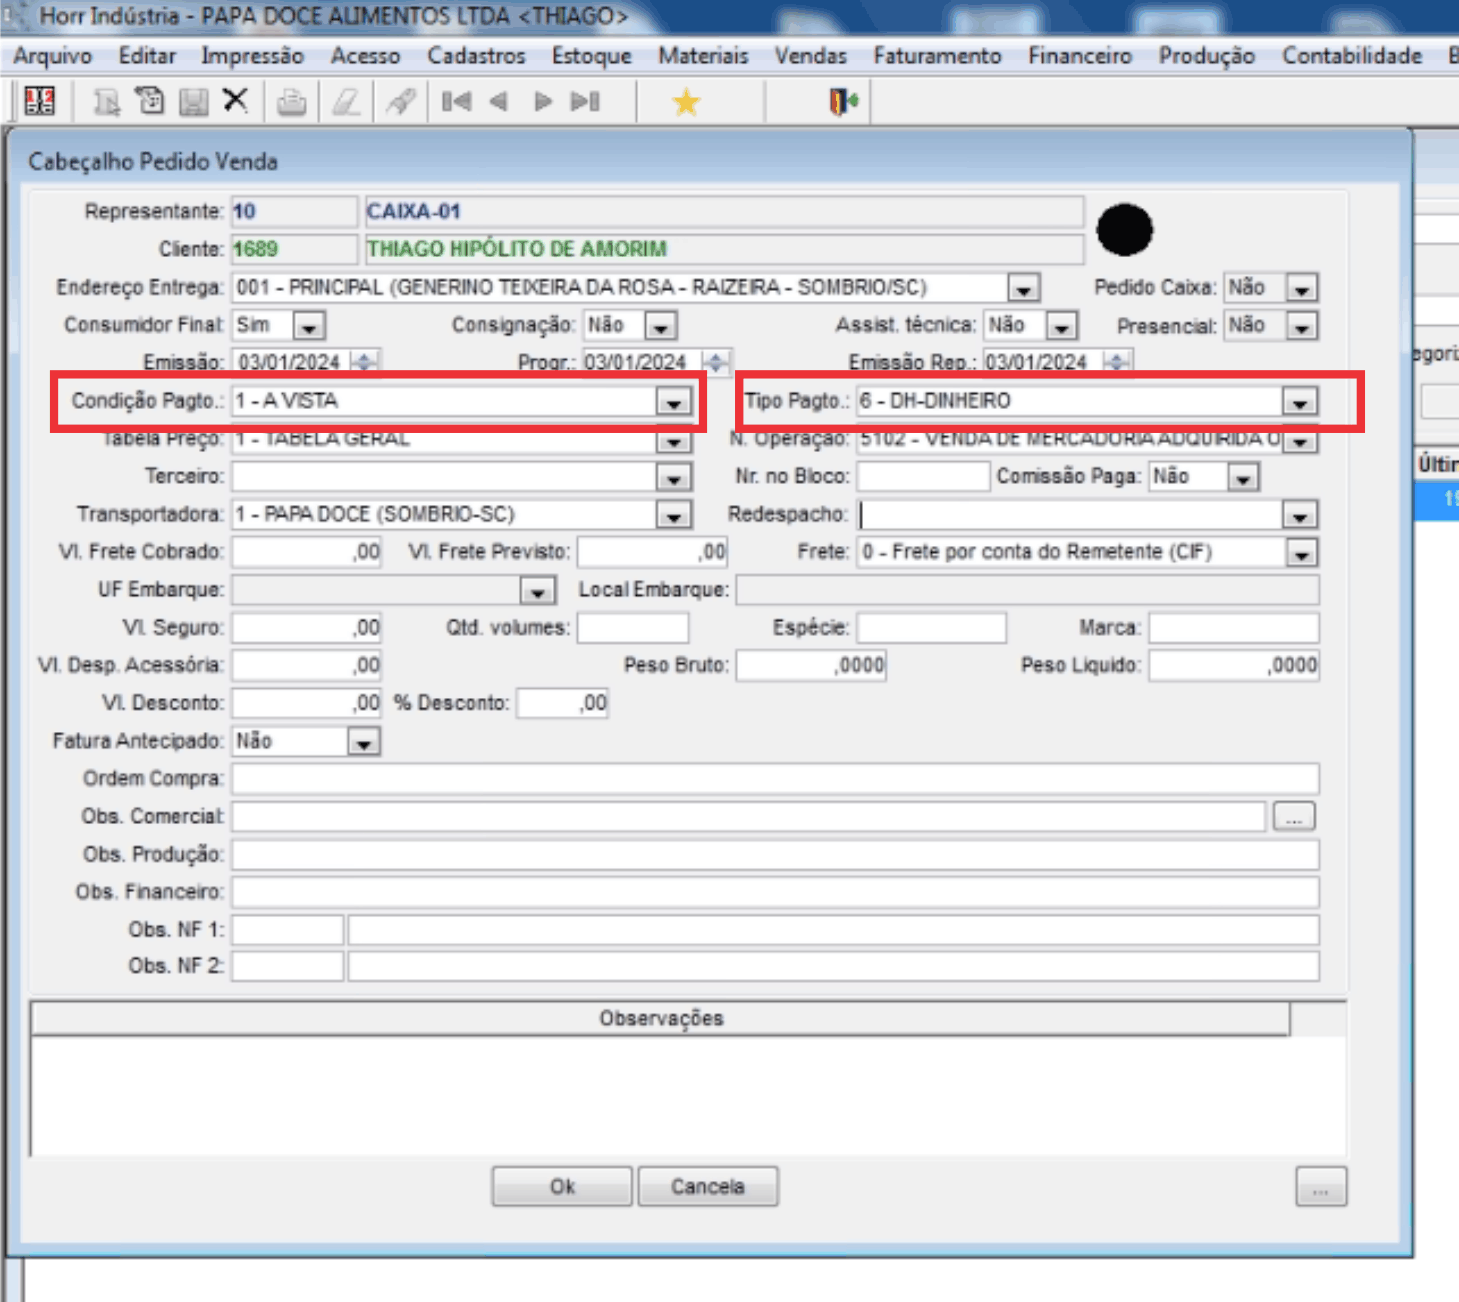 Horr Indústria - PAPA DOCE ALIMENTOS LTDA <THIAGO>
Arquivo Editar Impressão Acesso Cadastros Estoque Materiais Vendas Faturamento Financeiro Produção Contabilidade
Cabeçalho Pedido Venda
Representante: 10 CAIXA-01
Cliente: 1689 THIAGO HIPÓLITO DE AMORIM
Endereço Entrega: 001 - PRINCIPAL (GENERINO TEIXEIRA DA ROSA - RAIZEIRA - SOMBRIO/SC) Pedido Caixa: Não
Consumidor Final: Sim Consignação: Não Assist. técnica: Não Presencial: Não
Emissão: 03/01/2024 Progr.: 03/01/2024 Emissão Rep.: 03/01/2024
Condição Pagto.: 1 - A VISTA Tipo Pagto.: 6 - DH-DINHEIRO
Tabela Preço: 1 - TABELA GERAL N. Operação: 5102 - VENDA DE MERCADORIA ADQUIRIDA O
Terceiro: Nr. no Bloco: Comissão Paga: Não
Transportadora: 1 - PAPA DOCE (SOMBRIO-SC) Redespacho:
Vl. Frete Cobrado: ,00 Vl. Frete Previsto: ,00 Frete: 0 - Frete por conta do Remetente (CIF)
UF Embarque: Local Embarque:
Vl. Seguro: ,00 Qtd. volumes: Espécie: Marca:
Vl. Desp. Acessória: ,00 Peso Bruto: ,0000 Peso Liquido: ,0000
Vl. Desconto: ,00 % Desconto: ,00
Fatura Antecipado: Não
Ordem Compra:
Obs. Comercial: ...
Obs. Produção:
Obs. Financeiro:
Obs. NF 1:
Obs. NF 2:
Observações
Ok Cancela ...